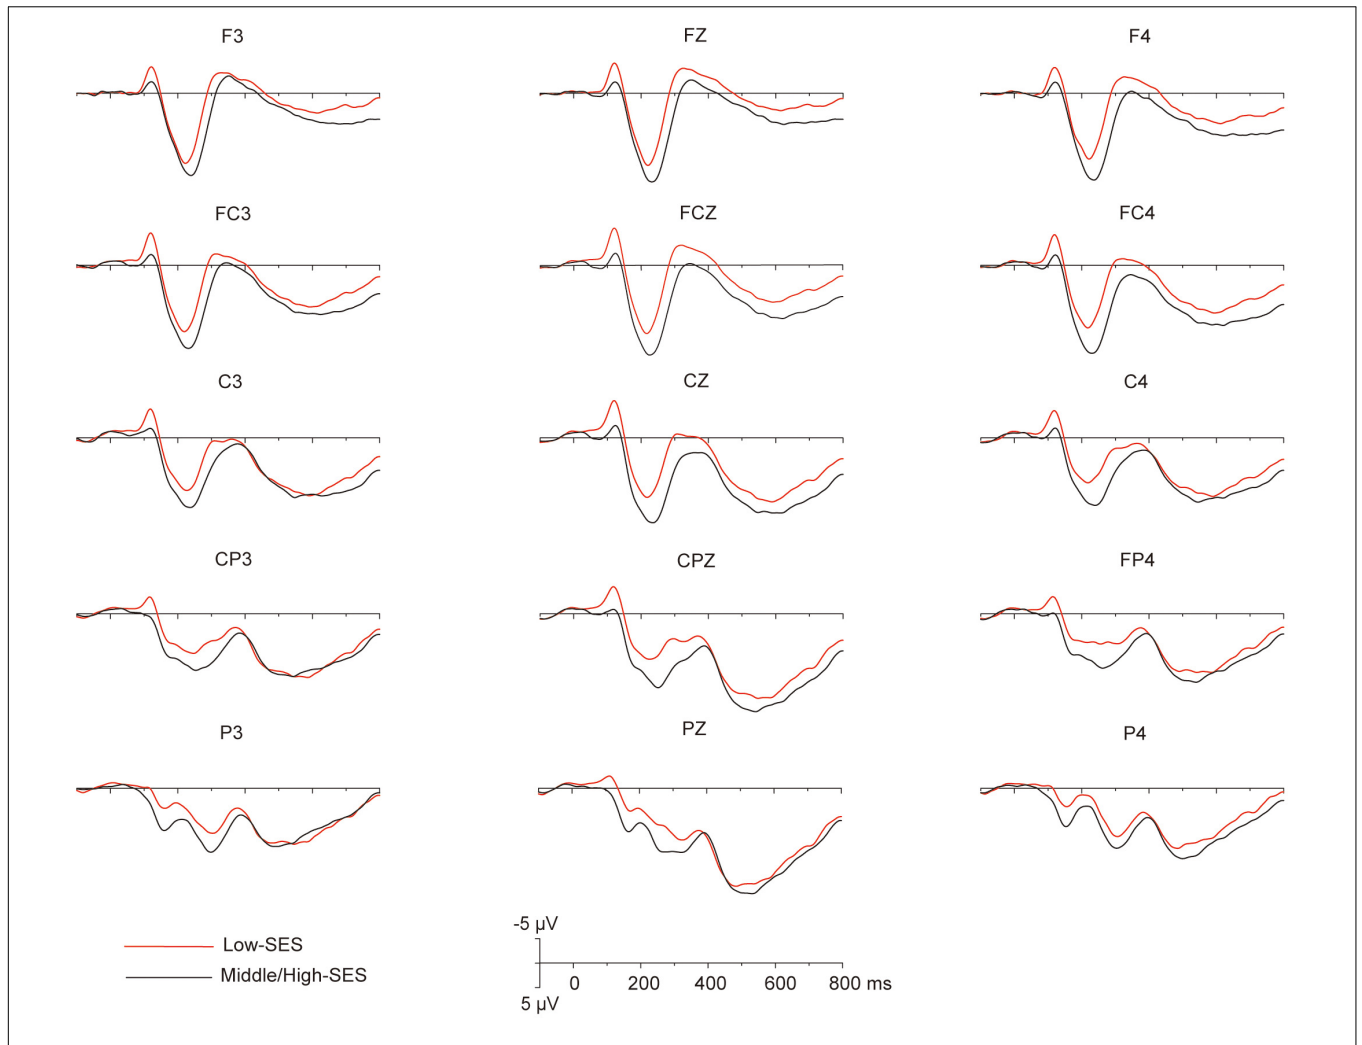 F3 FZ F4
FC3 FCZ FC4
C3 CZ C4
CP3 CPZ FP4
P3 PZ P4
-5 µV
Low-SES
Middle/High-SES
0 200 400 600 800 ms
5 µV